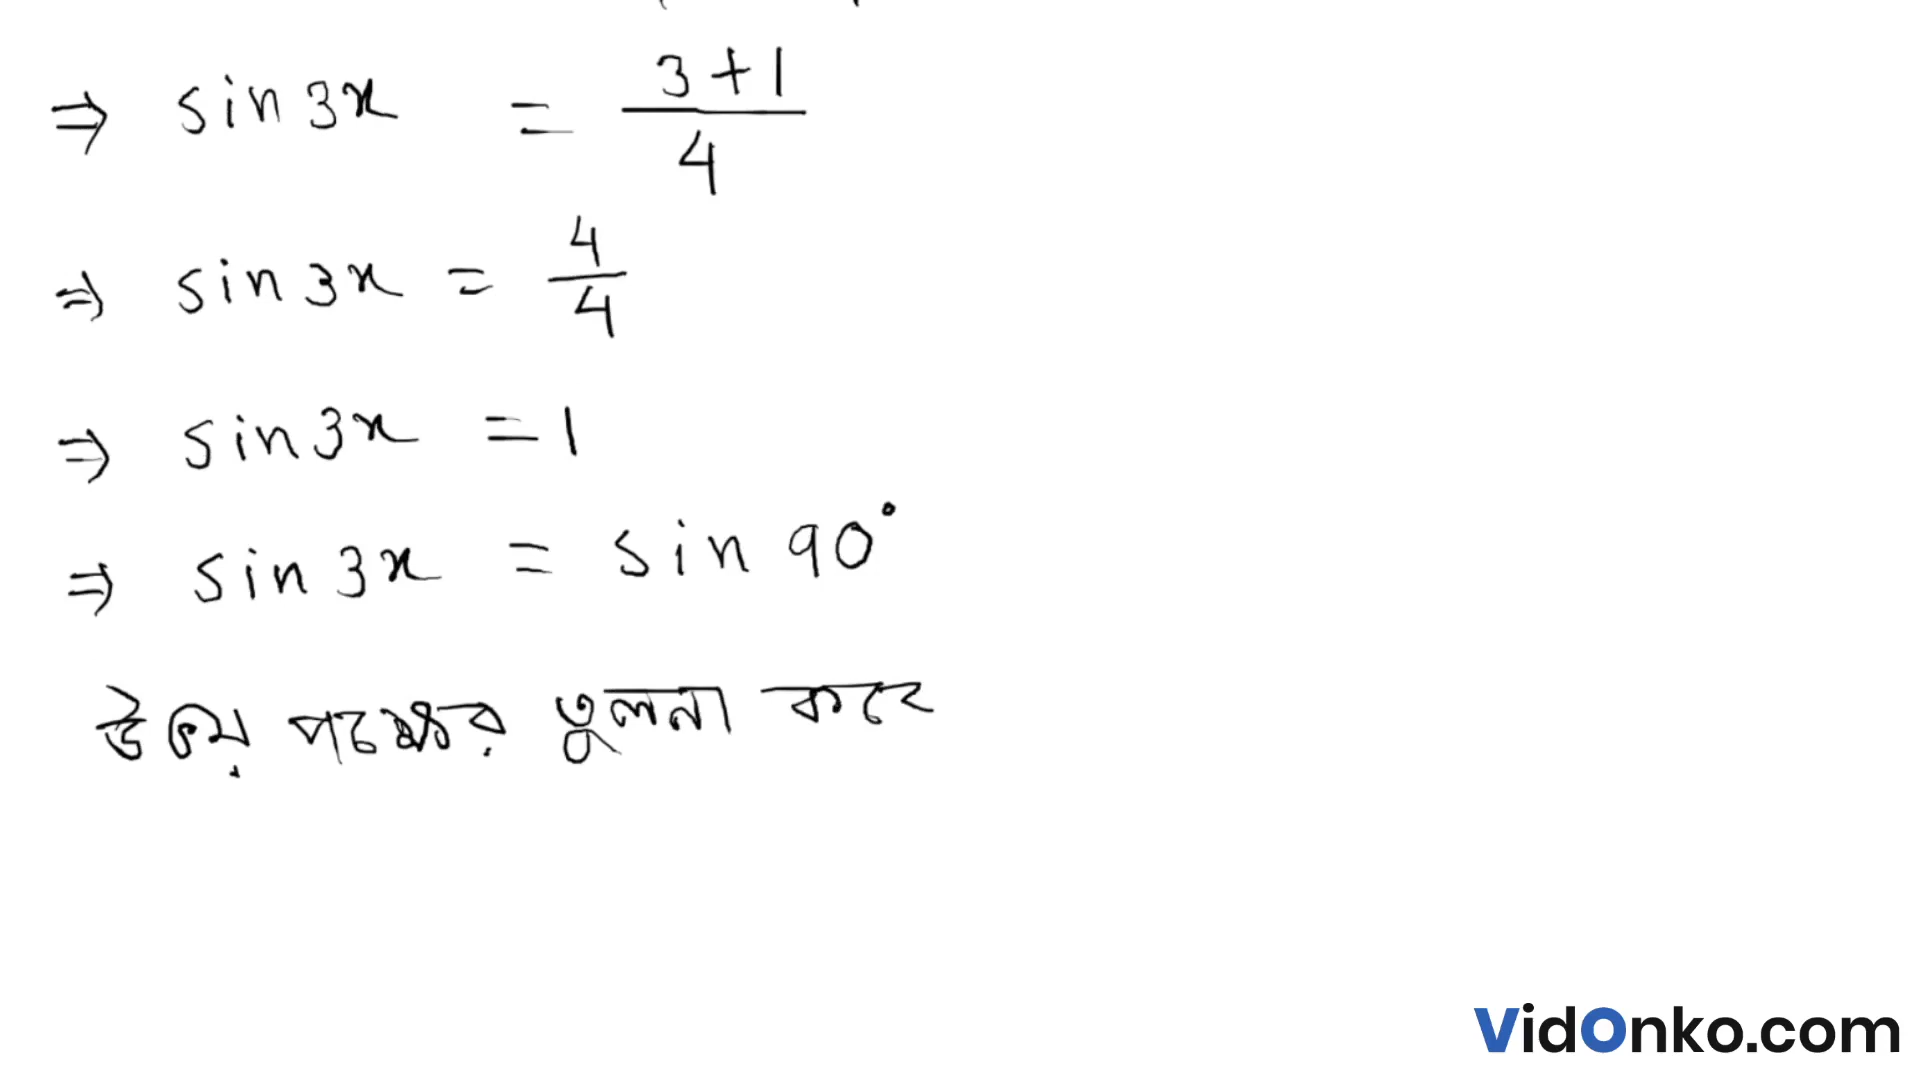 ⇒ sin 3x = (3+1)/4
⇒ sin 3x = 4/4
⇒ sin 3x = 1
⇒ sin 3x = sin 90°
উভয় পক্ষের তুলনা করে
VidOnko.com